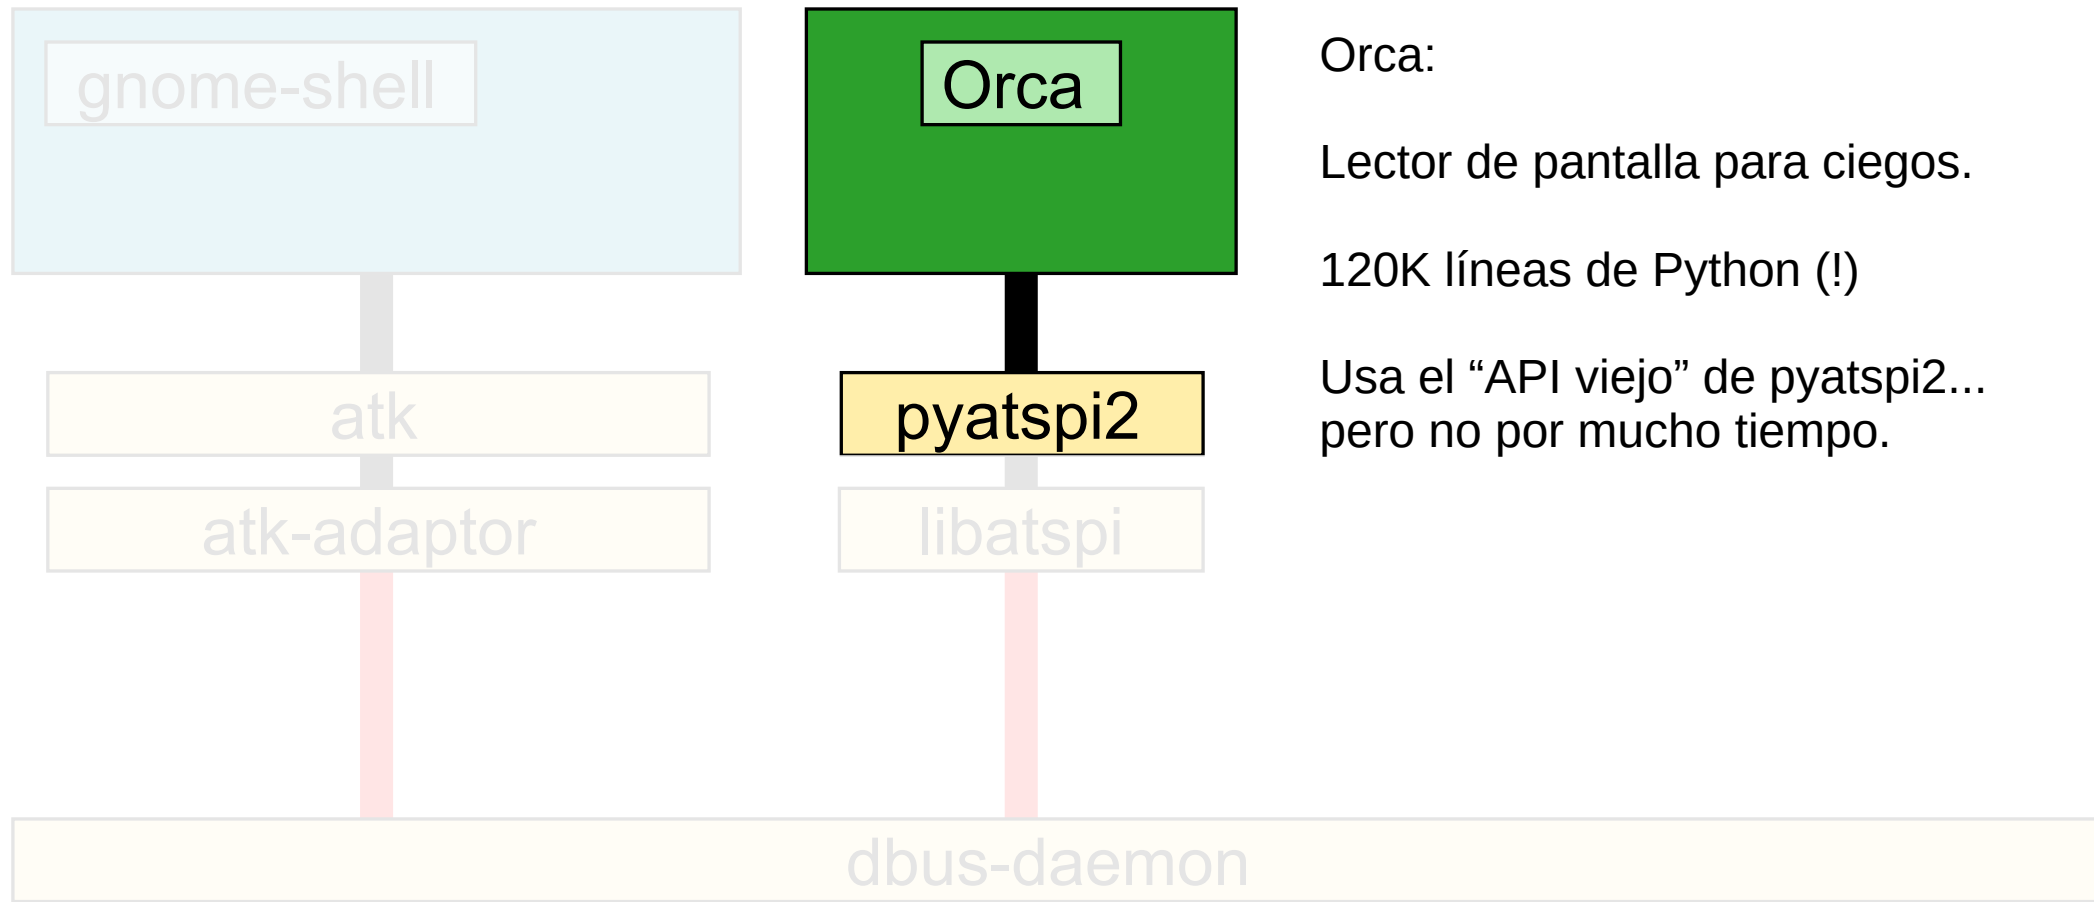 gnome-shell
Orca
atk
pyatspi2
atk-adaptor
libatspi
dbus-daemon
Orca:
Lector de pantalla para ciegos.
120K líneas de Python (!)
Usa el “API viejo” de pyatspi2...
pero no por mucho tiempo.